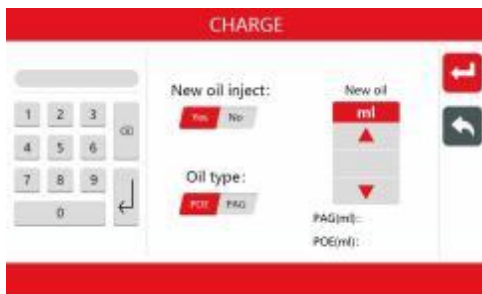 CHARGE
1 2 3
4 5 6
7 8 9
0
New oil inject:
Yes No
Oil type:
POE PAG
New oil
ml
PAG(ml):
POE(ml):